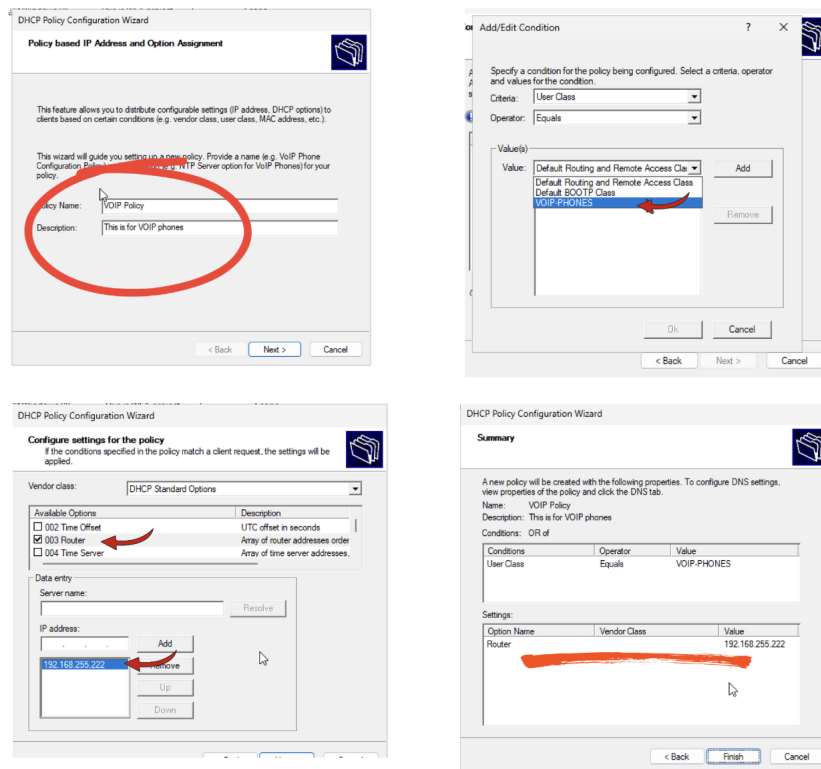 DHCP Policy Configuration Wizard
Policy based IP Address and Option Assignment
This feature allows you to distribute configurable settings (IP address, DHCP options) to
clients based on certain conditions (e.g. vendor class, user class, MAC address, etc.).
This wizard will guide you setting up a new policy. Provide a name (e.g. VoIP Phone
Configuration Policy) NTP Server option for VoIP Phones) for your
policy.
Policy Name: VOIP Policy
Description: This is for VOIP phones
< Back Next > Cancel
Add/Edit Condition ? ×
Specify a condition for the policy being configured. Select a criteria, operator
and values for the condition.
Criteria: User Class
Operator: Equals
Value(s)
Value: Default Routing and Remote Access Clas Add
Default Routing and Remote Access Class
Default BOOTP Class
VOIP-PHONES
Remove
Ok Cancel
< Back Next > Cancel
DHCP Policy Configuration Wizard
Configure settings for the policy
If the conditions specified in the policy match a client request, the settings will be
applied.
Vendor class: DHCP Standard Options
Available Options Description
002 Time Offset UTC offset in seconds
003 Router Array of router addresses order
004 Time Server Array of time server addresses,
Data entry
Server name:
Resolve
IP address:
Add
192.168.255.222 Remove
Up
Down
DHCP Policy Configuration Wizard
Summary
A new policy will be created with the following properties. To configure DNS settings,
view properties of the policy and click the DNS tab.
Name: VOIP Policy
Description: This is for VOIP phones
Conditions: OR of
Conditions Operator Value
User Class Equals VOIP-PHONES
Settings:
Option Name Vendor Class Value
Router 192.168.255.222
< Back Finish Cancel